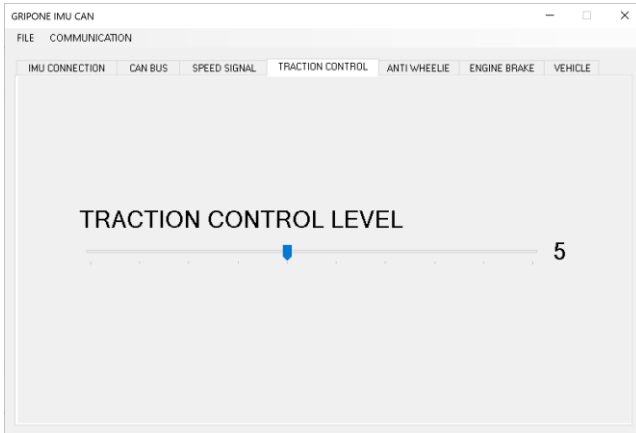 GRIPONE IMU CAN
FILE COMMUNICATION
IMU CONNECTION CAN BUS SPEED SIGNAL TRACTION CONTROL ANTI WHEELIE ENGINE BRAKE VEHICLE
TRACTION CONTROL LEVEL
5